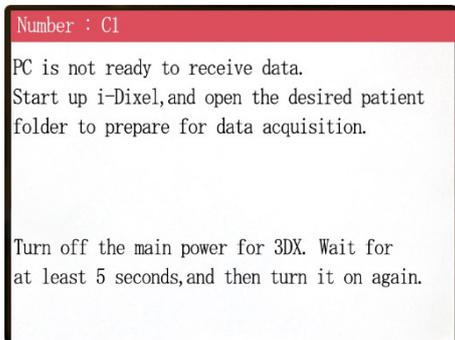 Number : C1
PC is not ready to receive data.
Start up i-Dixel,and open the desired patient
folder to prepare for data acquisition.
Turn off the main power for 3DX. Wait for
at least 5 seconds,and then turn it on again.